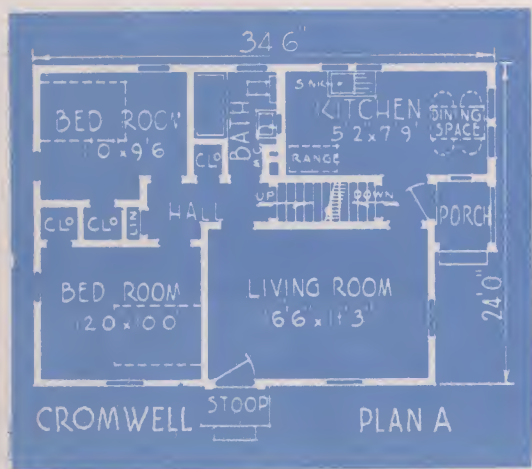 34'6"
BED ROOM
10 x 9'6
CLO
BATH
SINK
KITCHEN
15'2" x 7'9"
DINING
SPACE
RANGE
CLO
CLO
LIN
HALL
UP
DOWN
PORCH
BED ROOM
12'0 x 10'0"
LIVING ROOM
16'6" x 11'3"
24'0"
STOOP
CROMWELL
PLAN A